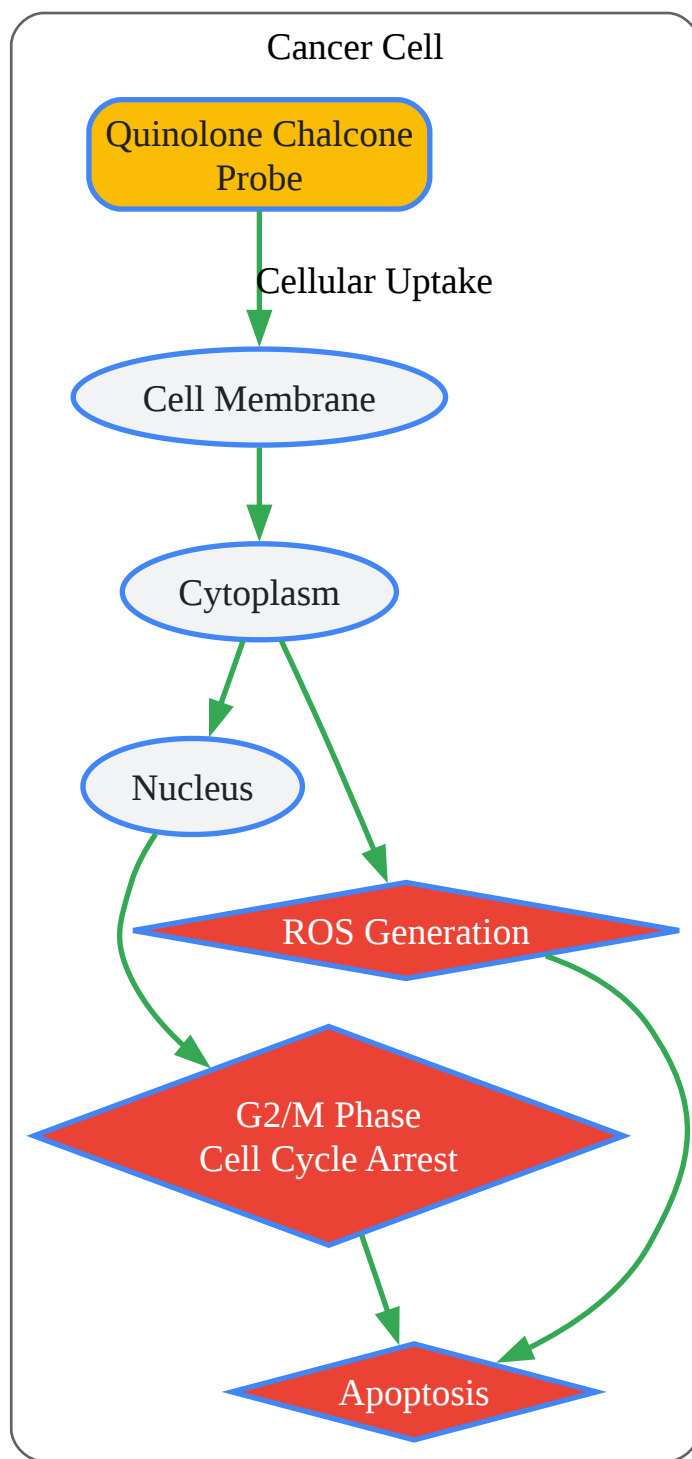 Cancer Cell
Quinolone Chalcone
Probe
Cellular Uptake
Cell Membrane
Cytoplasm
Nucleus
ROS Generation
G2/M Phase
Cell Cycle Arrest
Apoptosis